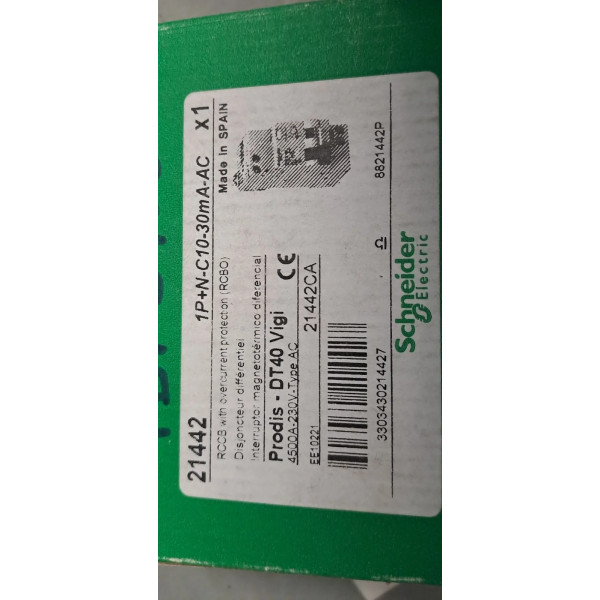 21442 1P+N-C10-30mA-AC x1
RCCB with overcurrent protection (RCBO) Made in SPAIN
Disjoncteur différentiel
Interruptor magnetotérmico diferencial
Prodis - DT40 Vigi CE
4500A-230V-Type AC
EE10221 21442CA
3303430214427 8821442P
Schneider
Electric